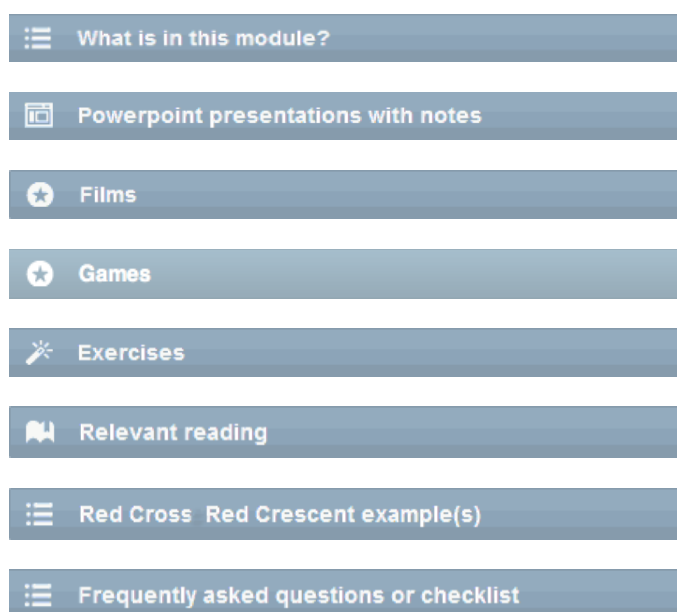 What is in this module?
Powerpoint presentations with notes
Films
Games
Exercises
Relevant reading
Red Cross Red Crescent example(s)
Frequently asked questions or checklist